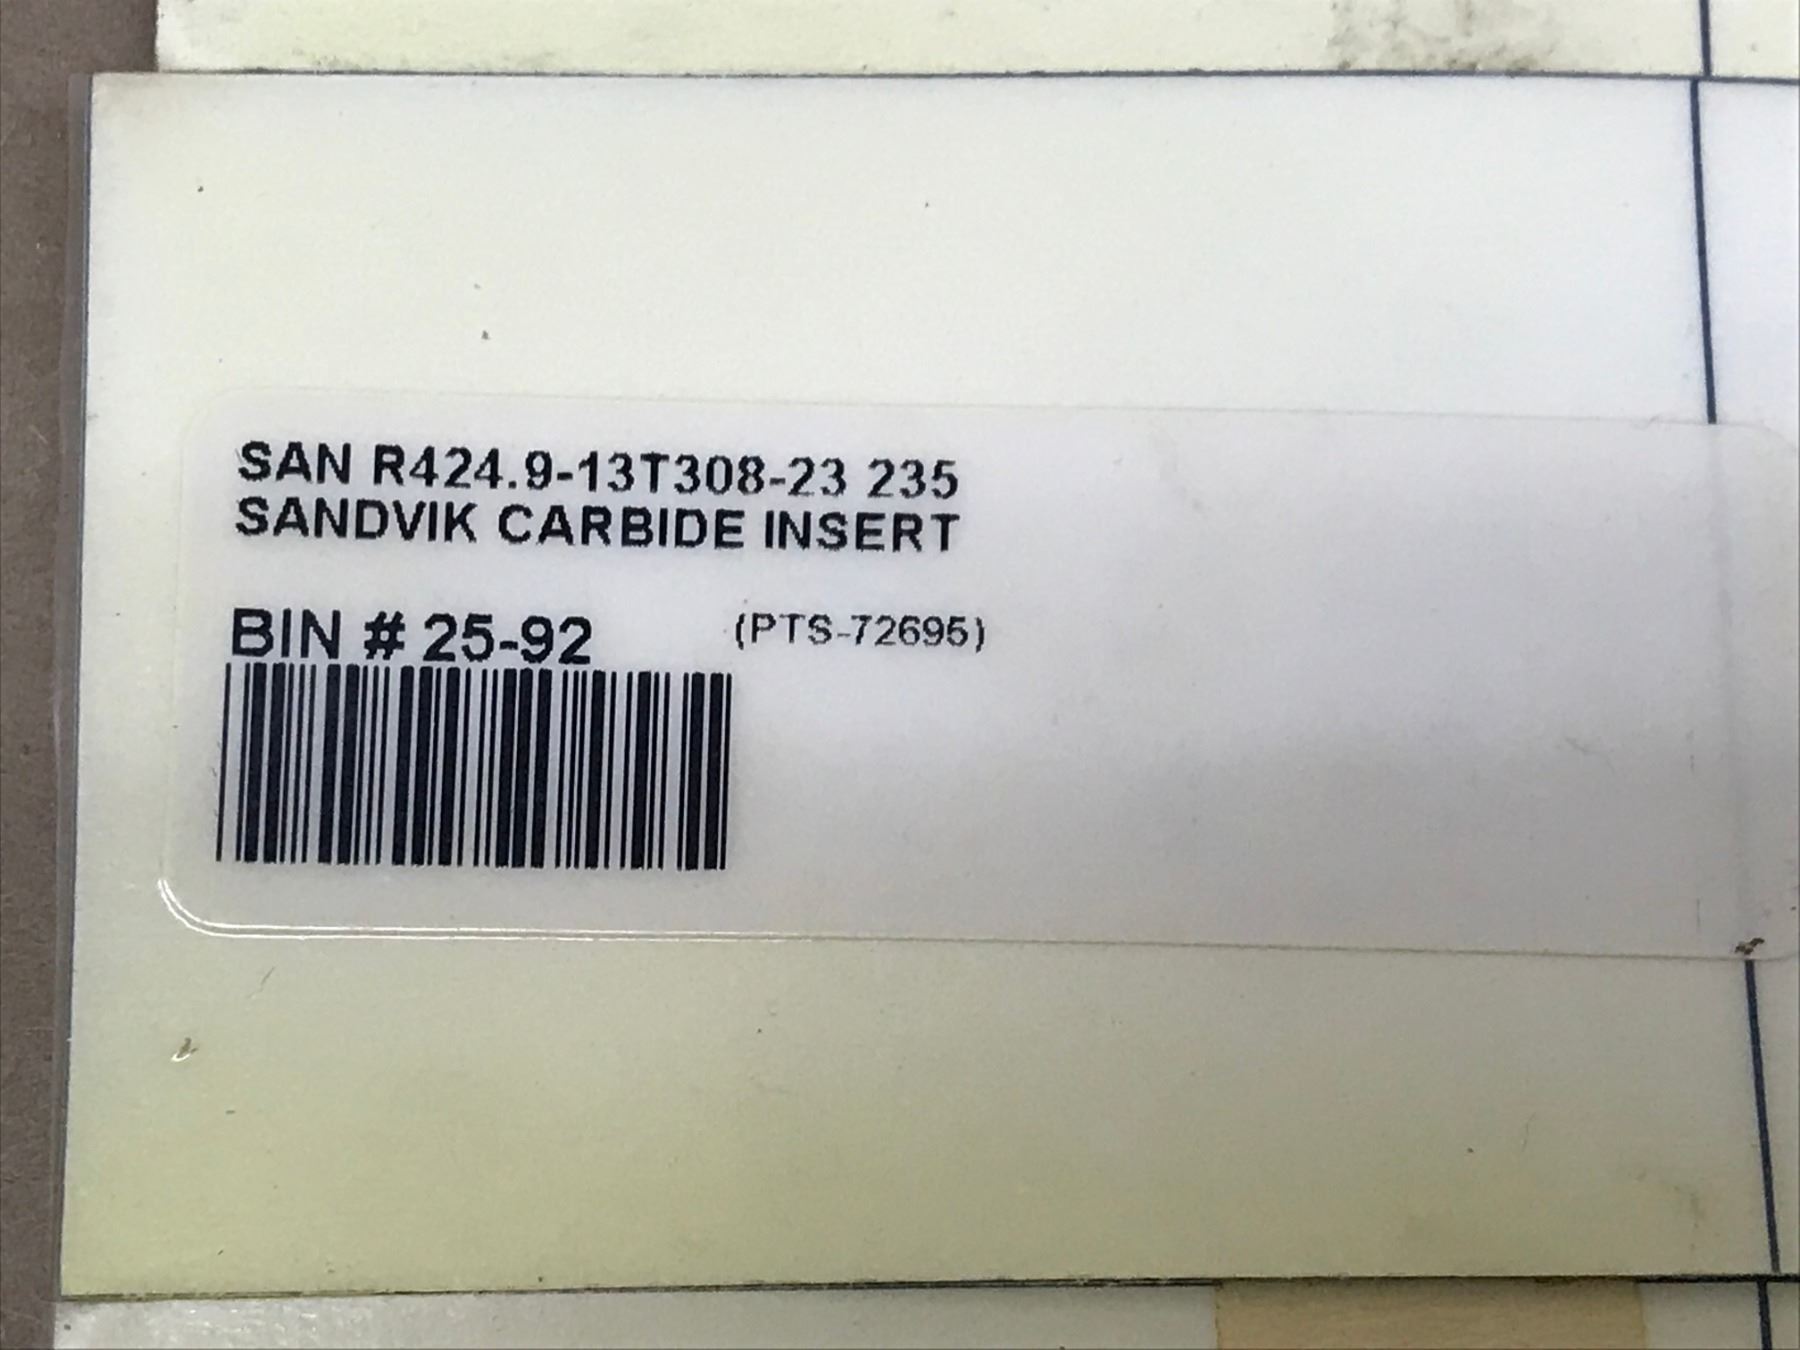 SAN R424.9-13T308-23 235
SANDVIK CARBIDE INSERT
BIN # 25-92 (PTS-72695)